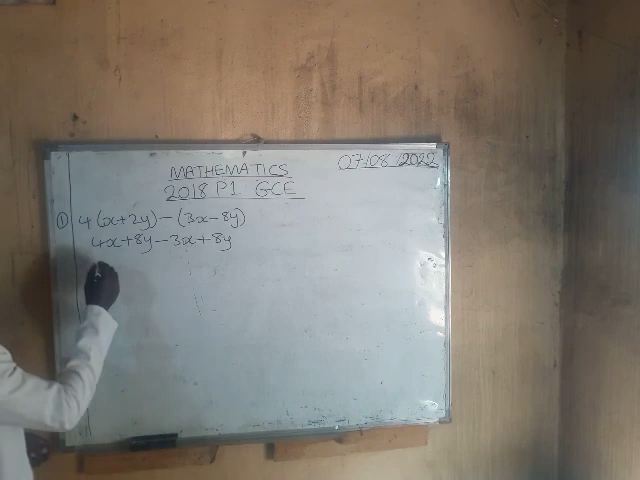 07/08/2022
MATHEMATICS
2018 P1 GCE
① 4(x+2y)-(3x-8y)
4x+8y-3x+8y